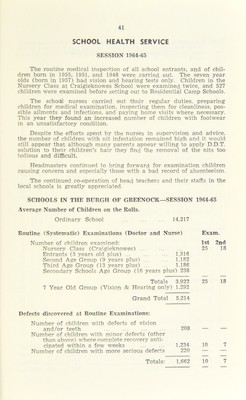 41
SCHOOL HEALTH SERVICE
SESSION 1964-65
The routine medical inspection of all school entrants, and of chil-
dren born in 1955, 1951, and 1948 were carried out. The seven year
olds (born in 1957) had vision and hearing tests only. Children in the
Nursery Class at Craigieknowes School were examined twice, and 527
children were examined before setting out to Residential Camp Schools.
The school nurses carried out their regular duties, preparing
children for medical examination, inspecting them for cleanliness, pos-
sible ailments and infections, and paying home visits where necessary.
This year they found an increased number of children with footwear
in an unsatisfactory condition.
Despite the efforts spent by the nurses in supervision and advice,
the number of children with nit infestation remained high and it would
still appear that although many parents appear willing to apply D.D.T.
solution to their children's hair they find the removal of the nits too
tedious and difficult.
Headmasters continued to bring forward for examination children
causing concern and especially those with a bad record of absenteeism.
The continued co-operation of head teachers and their staffs in the
local schools is greatly appreciated.
SCHOOLS IN THE BURGH OF GREENOCK—SESSION 1964-65
Average Number of Children on the Rolls.
Ordinary School 14,217
Routine (Systematic) Examinations (Doctor and Nurse) Exam.
Number of children examined: 1st 2nd
Nursery Class (Craigieknowes) 25 18
Entrants (5 years old plus) 1,316
Second Age Group (9 years plus) 1,182
Third Age Group (13 years plus) 1,186
Secondary Schools Age Group (16 years plus) 238
Totals 3,922 25 18
7 Year Old Group (Vision & Hearing only) 1,292
Grand Total 5,214
Defects discovered at Routine Examinations:
Number of children with defects of vision
and/or teeth 208 — —
Number of children with minor defects (other
than above) where complete recovery anti-
cipated within a few weeks 1,234 10 7
Number of children with more serious defects 220 — —
Totals: 1,662 10 7